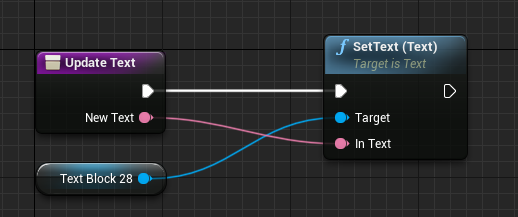 Update Text
New Text
Text Block 28
SetText (Text)
Target is Text
Target
In Text